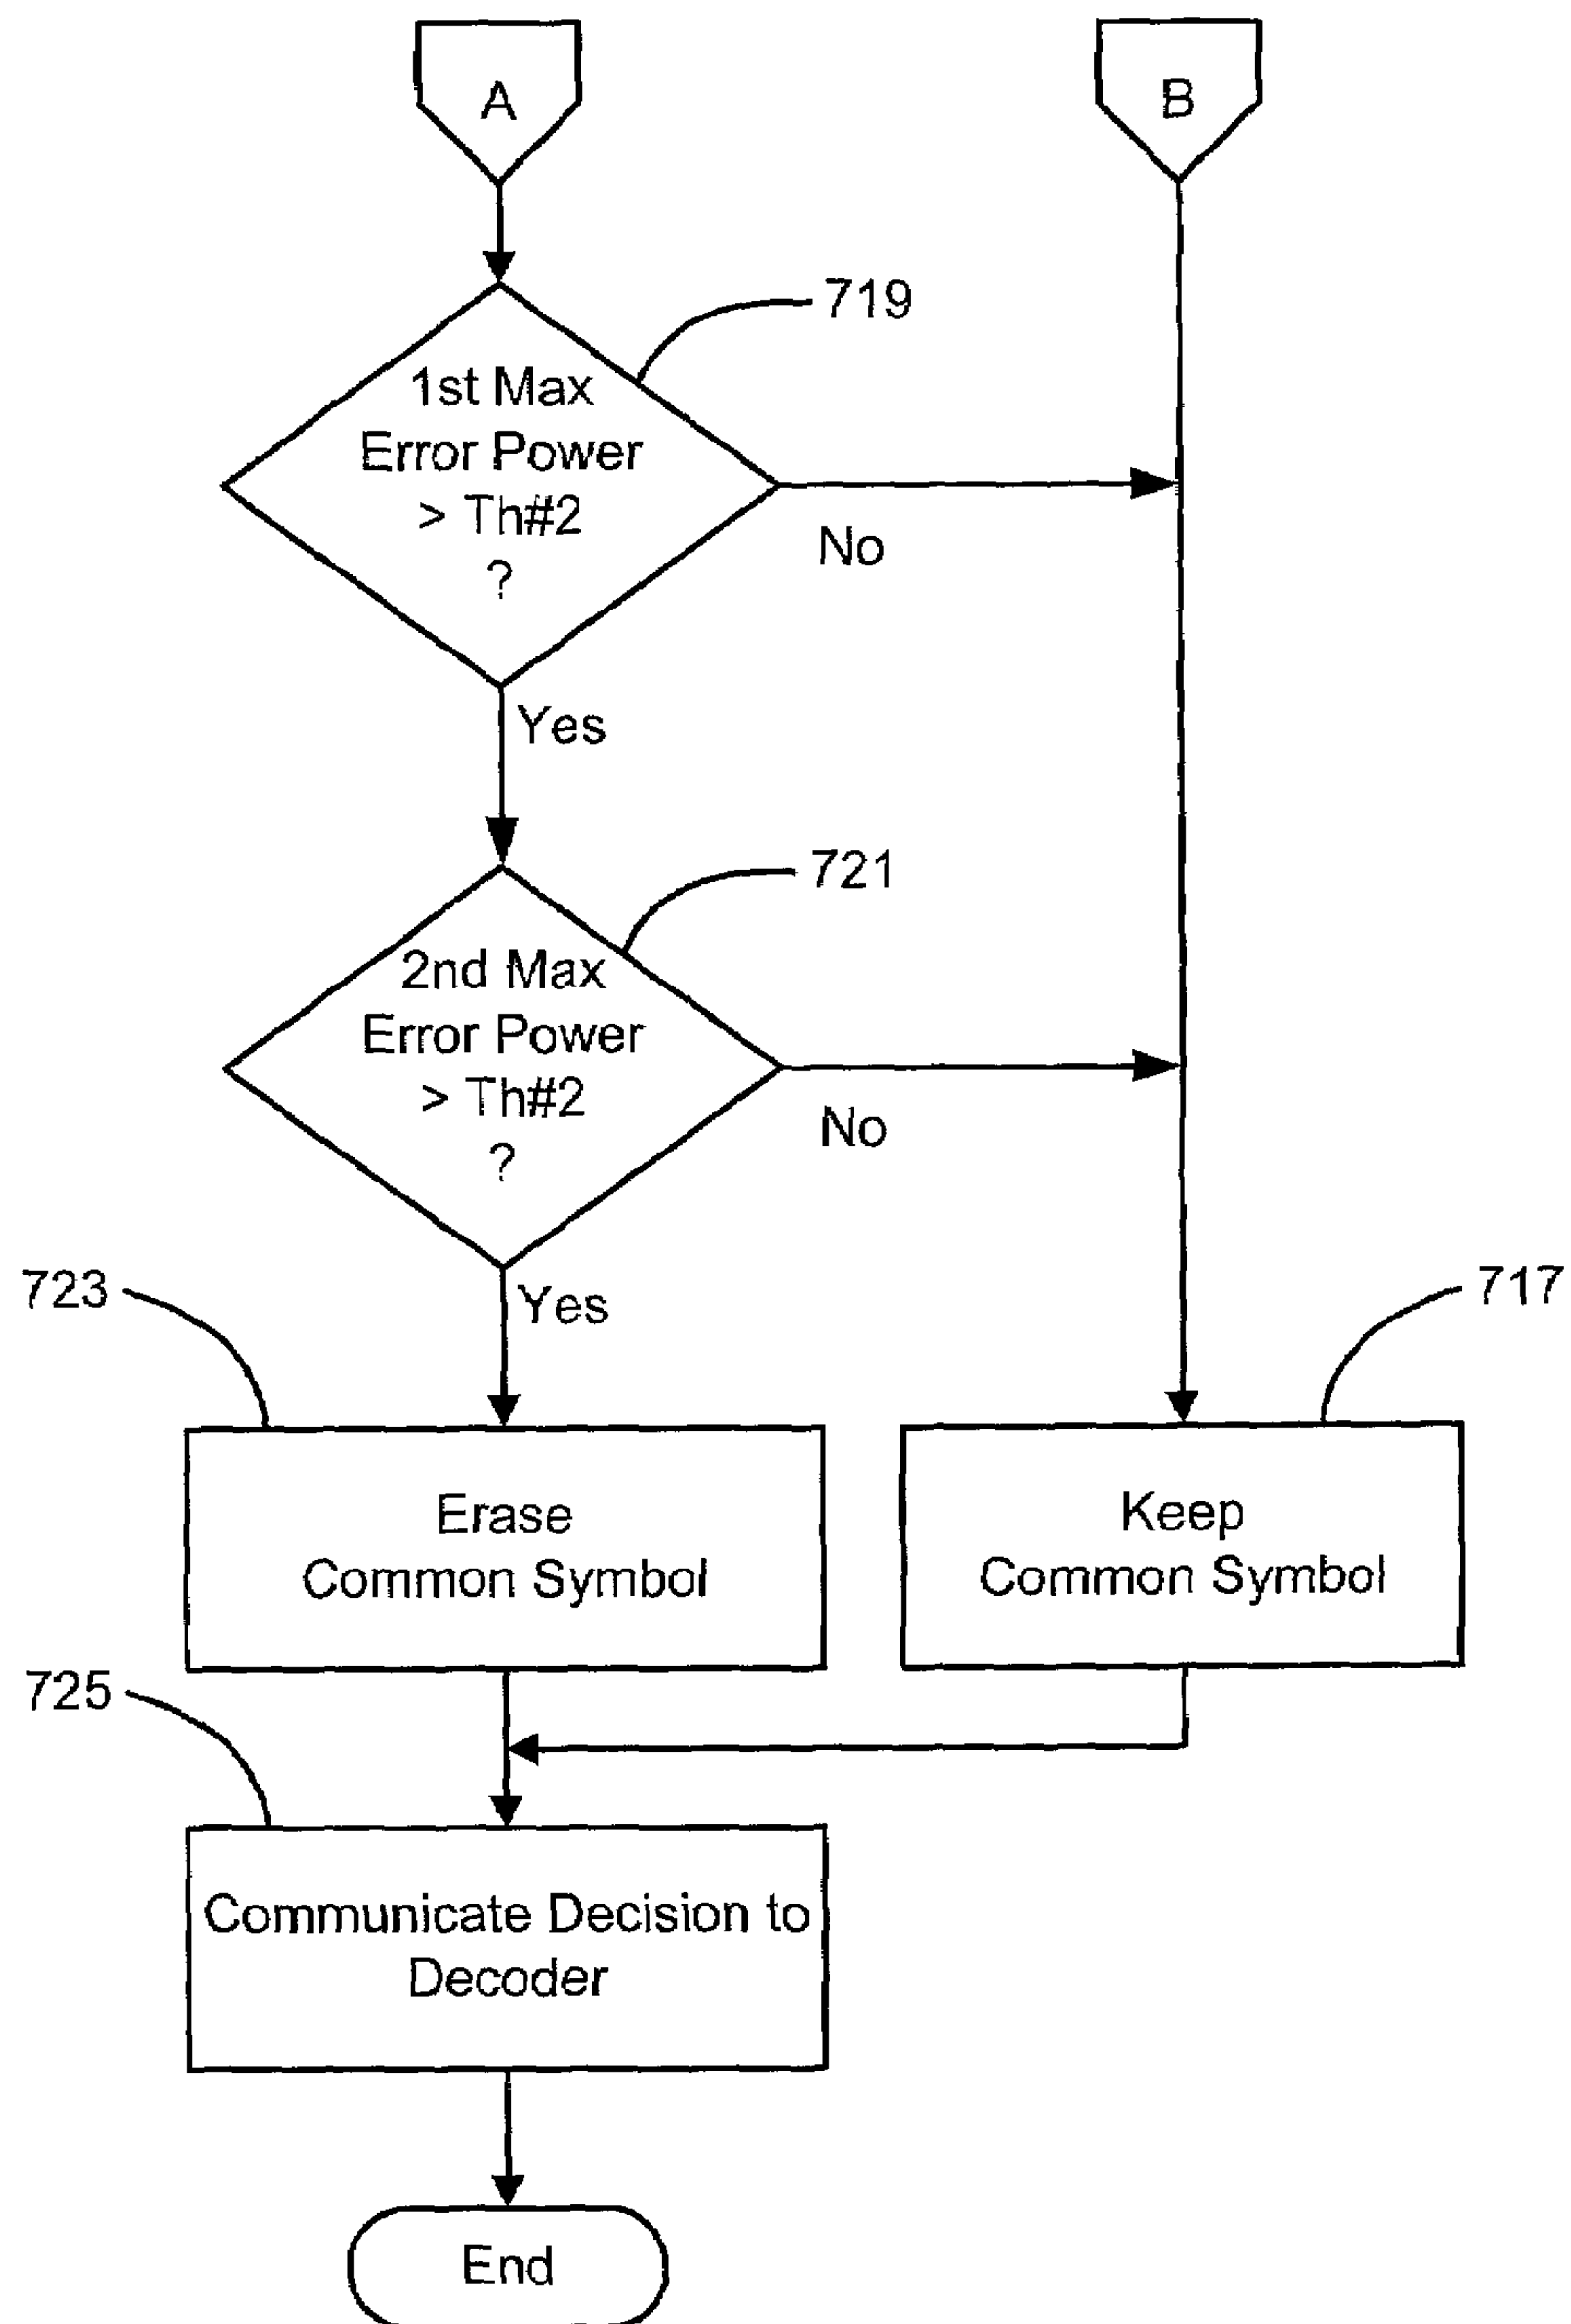 A
B
719
1st Max
Error Power
> Th#2
?
No
Yes
721
2nd Max
Error Power
> Th#2
?
No
Yes
723
717
Erase
Common Symbol
Keep
Common Symbol
725
Communicate Decision to
Decoder
End